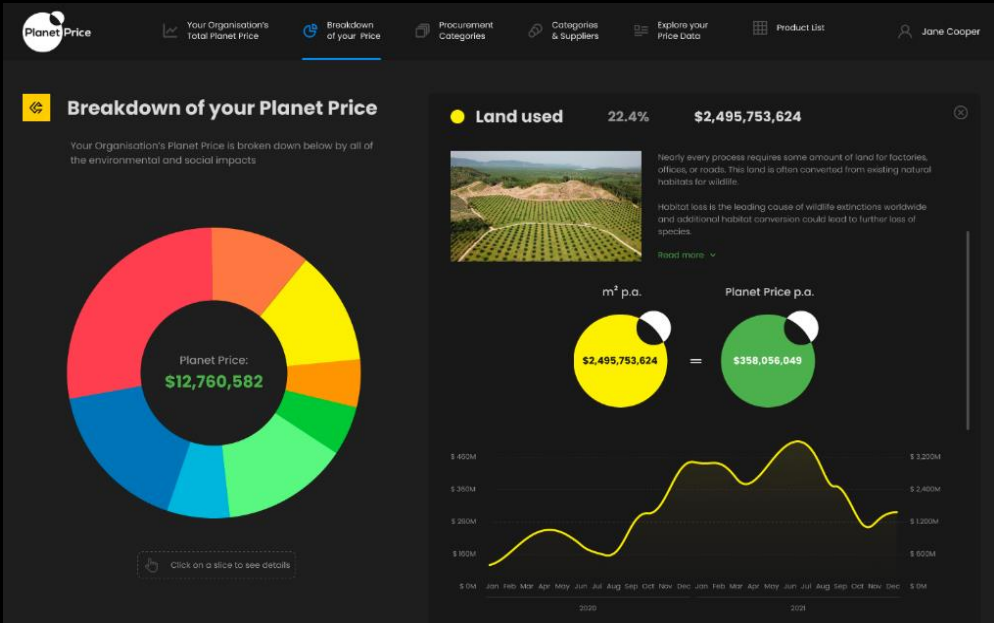 Planet Price
Your Organisation's
Total Planet Price
Breakdown
of your Price
Procurement
Categories
Categories
& Suppliers
Explore your
Price Data
Product List
Jane Cooper
Breakdown of your Planet Price
Your Organisation's Planet Price is broken down below by all of
the environmental and social impacts
Planet Price:
$12,760,582
Click on a slice to see details
Land used 22.4% $2,495,753,624
Nearly every process requires some amount of land for factories,
offices, or roads. This land is often converted from existing natural
habitats for wildlife.
Habitat loss is the leading cause of wildlife extinctions worldwide
and additional habitat conversion could lead to further loss of
species.
Read more
m² p.a. Planet Price p.a.
$2,495,753,624 = $358,056,049
$ 460M $ 3,200M
$ 360M $ 2,400M
$ 260M $ 1,200M
$ 160M $ 600M
$ 0M Jan Feb Mar Apr May Jun Jul Aug Sep Oct Nov Dec Jan Feb Mar Apr May Jun Jul Aug Sep Oct Nov Dec $ 0M
2020 2021